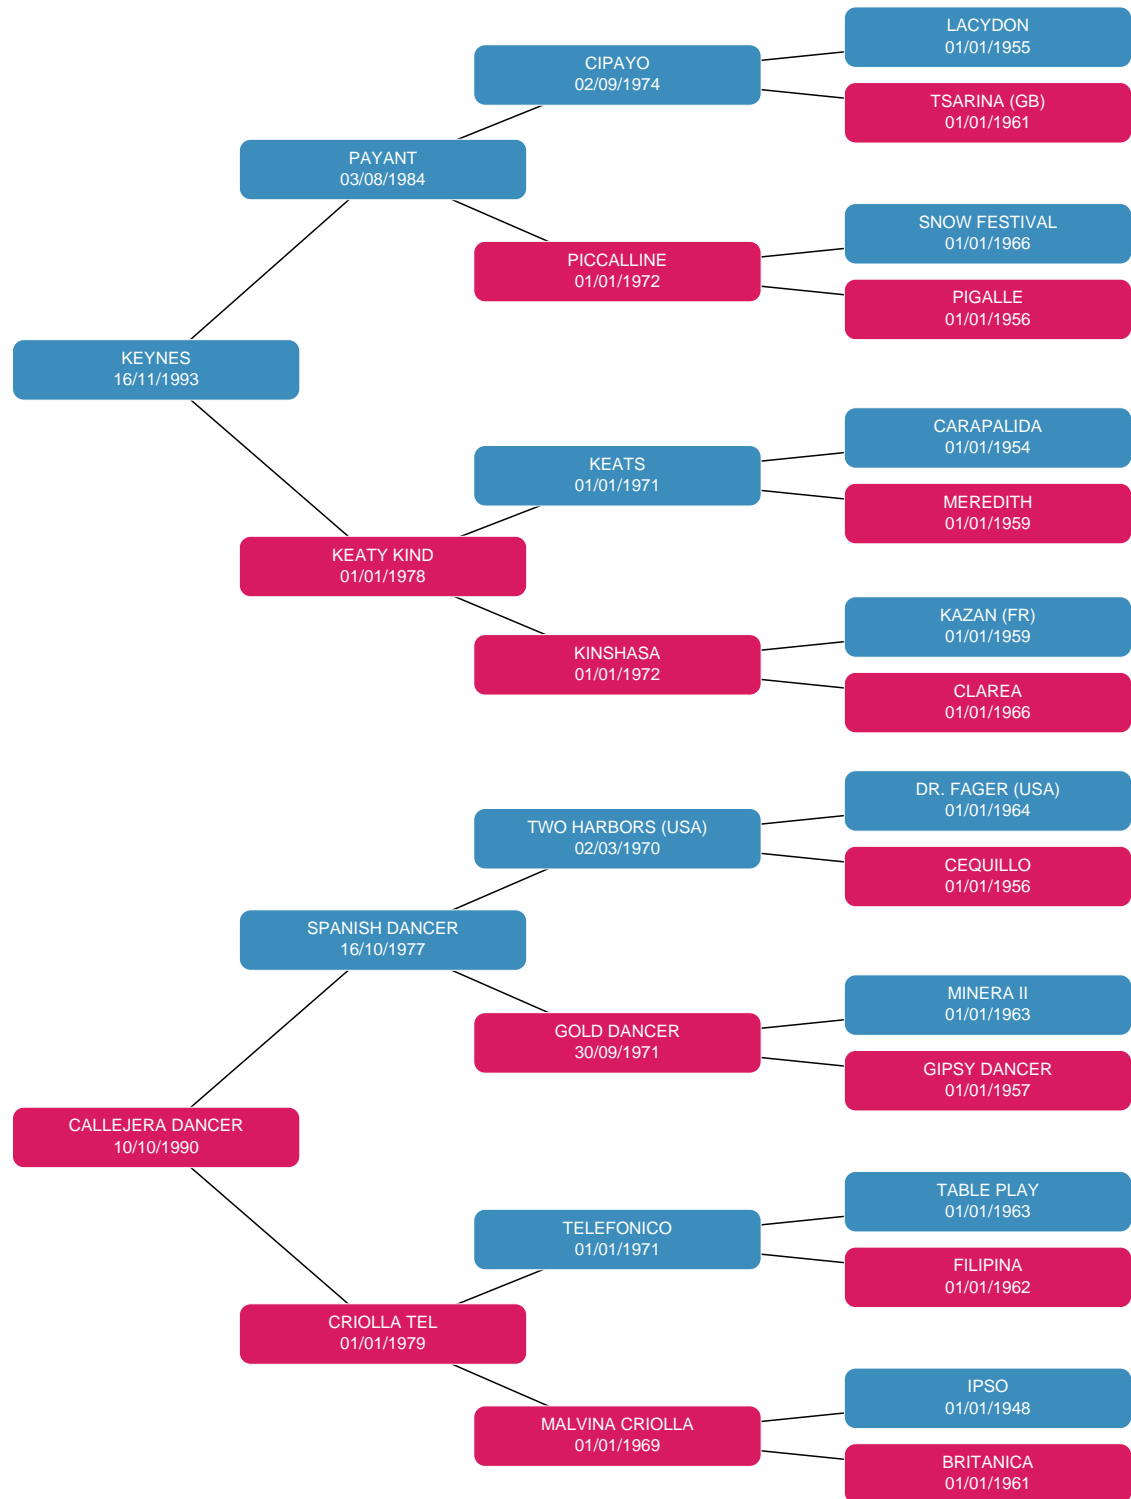 LACYDON
01/01/1955
CIPAYO
02/09/1974
TSARINA (GB)
01/01/1961
PAYANT
03/08/1984
SNOW FESTIVAL
01/01/1966
PICCALLINE
01/01/1972
PIGALLE
01/01/1956
KEYNES
16/11/1993
CARAPALIDA
01/01/1954
KEATS
01/01/1971
MEREDITH
01/01/1959
KEATY KIND
01/01/1978
KAZAN (FR)
01/01/1959
KINSHASA
01/01/1972
CLAREA
01/01/1966
DR. FAGER (USA)
01/01/1964
TWO HARBORS (USA)
02/03/1970
CEQUILLO
01/01/1956
SPANISH DANCER
16/10/1977
MINERA II
01/01/1963
GOLD DANCER
30/09/1971
GIPSY DANCER
01/01/1957
CALLEJERA DANCER
10/10/1990
TABLE PLAY
01/01/1963
TELEFONICO
01/01/1971
FILIPINA
01/01/1962
CRIOLLA TEL
01/01/1979
IPSO
01/01/1948
MALVINA CRIOLLA
01/01/1969
BRITANICA
01/01/1961